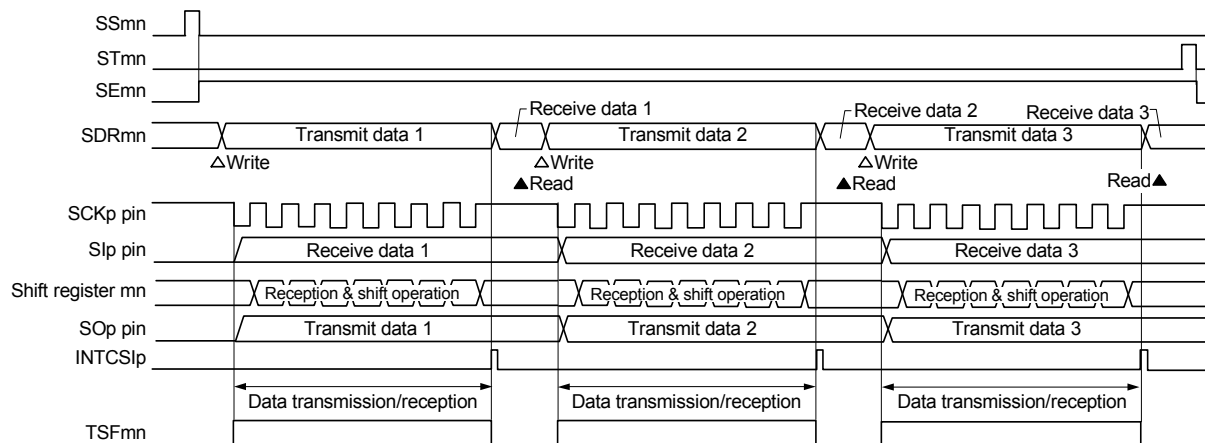 SSmn
STmn
SEmn
Receive data 1
Receive data 2
Receive data 3
SDRmn Transmit data 1 Transmit data 2 Transmit data 3
△Write △Write △Write
▲Read ▲Read Read▲
SCKp pin
SIp pin Receive data 1 Receive data 2 Receive data 3
Shift register mn Reception & shift operation Reception & shift operation Reception & shift operation
SOp pin Transmit data 1 Transmit data 2 Transmit data 3
INTCSIp
Data transmission/reception Data transmission/reception Data transmission/reception
TSFmn